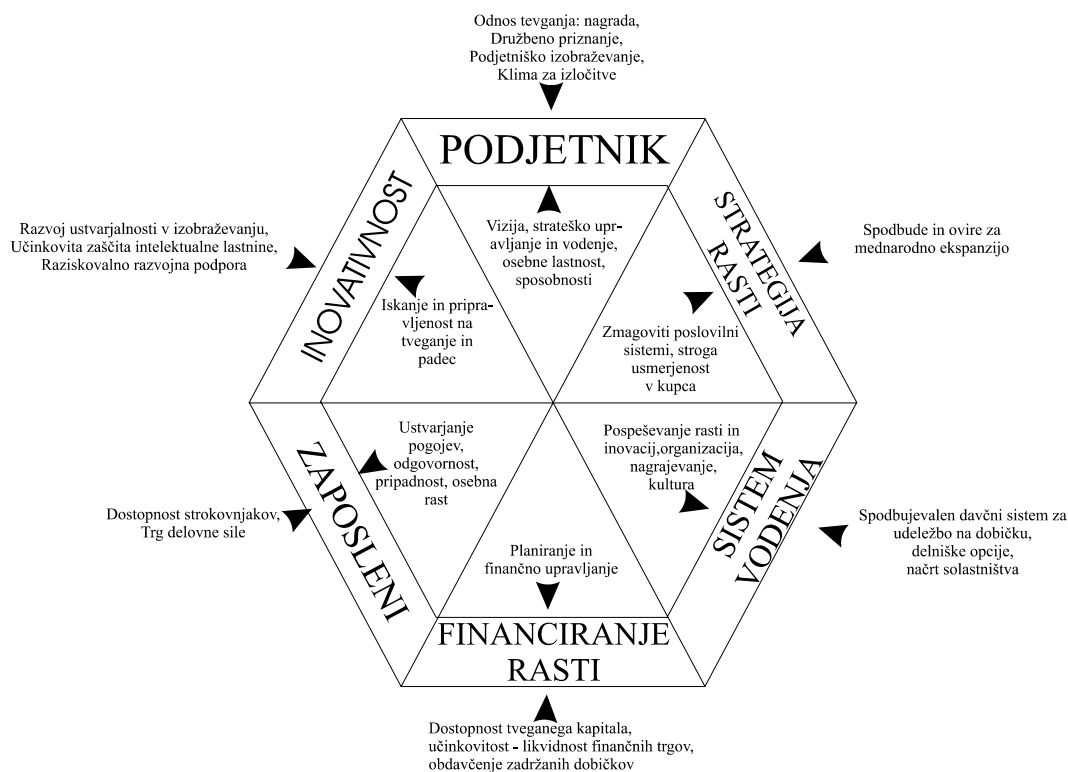 Odnos tevganja: nagrada,
Družbeno priznanje,
Podjetniško izobraževanje,
Klima za izločitve
PODJETNIK
Vizija, strateško upr-
avljanje in vodenje,
osebne lastnost,
sposobnosti
INOVATIVNOST
Razvoj ustvarjalnosti v izobraževanju,
Učinkovita zaščita intelektualne lastnine,
Raziskovalno razvojna podpora
Iskanje in pripra-
vljenost na
tveganje in
padec
STRATEGIJA
RASTI
Spodbude in ovire za
mednarodno ekspanzijo
Zmagoviti poslovilni
sistemi, stroga
usmerjenost
v kupca
ZAPOSLENI
Ustvarjanje
pogojev,
odgovornost,
pripadnost, osebna
rast
Dostopnost strokovnjakov,
Trg delovne sile
Pospeševanje rasti in
inovacij,organizacija,
nagrajevanje,
kultura
SISTEM
VODENJA
Spodbujevalen davčni sistem za
udeležbo na dobičku,
delniške opcije,
načrt solastništva
Planiranje in
finančno upravljanje
FINANCIRANJE
RASTI
Dostopnost tveganega kapitala,
učinkovitost - likvidnost finančnih trgov,
obdavčenje zadržanih dobičkov